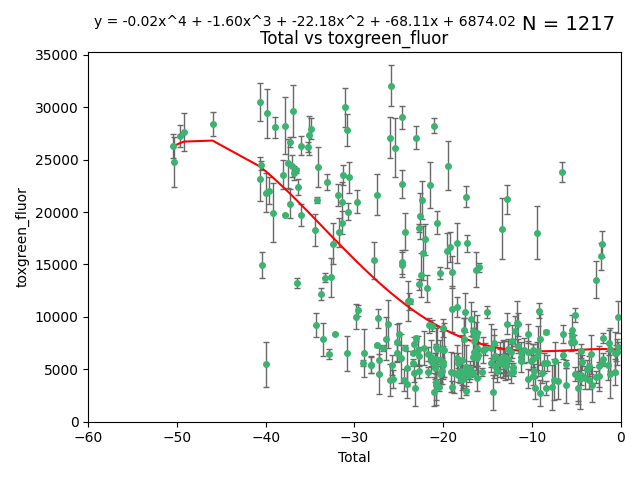 y = -0.02x^4 + -1.60x^3 + -22.18x^2 + -68.11x + 6874.02 N = 1217
Total vs toxgreen_fluor
35000
30000
25000
20000
15000
10000
5000
0
toxgreen_fluor
−60 −50 −40 −30 −20 −10 0
Total